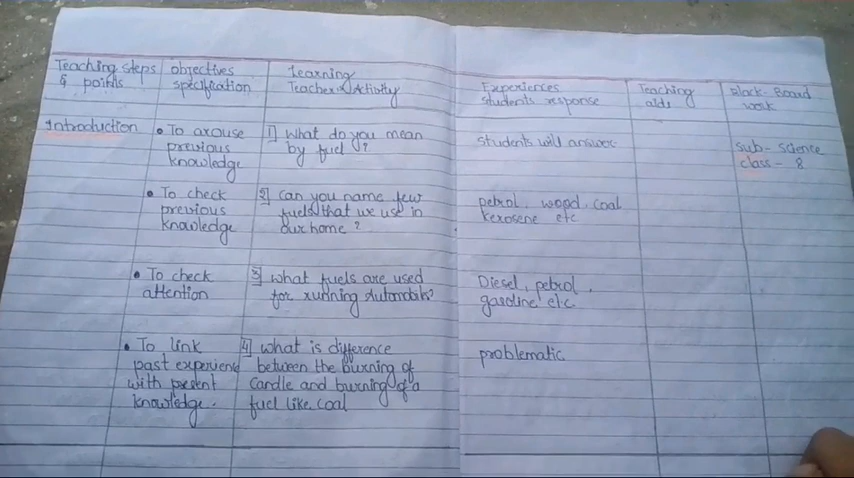 Teaching steps
& points
objectives
specification
Learning
Teacher's Activity
Experiences
students response
Teaching
aids
Black-Board
work
Introduction
• To arouse
previous
knowledge
1] What do you mean
by fuel ?
students will answer
sub- science
class - 8
• To check
previous
knowledge
2] can you name few
fuels that we use in
our home ?
petrol, wood, coal
kerosene etc
• To check
attention
3] what fuels are used
for running Automobile?
Diesel, petrol,
gasoline etc
• To link
past experience
with present
knowledge.
4] what is difference
between the burning of
candle and burning of a
fuel like coal
problematic